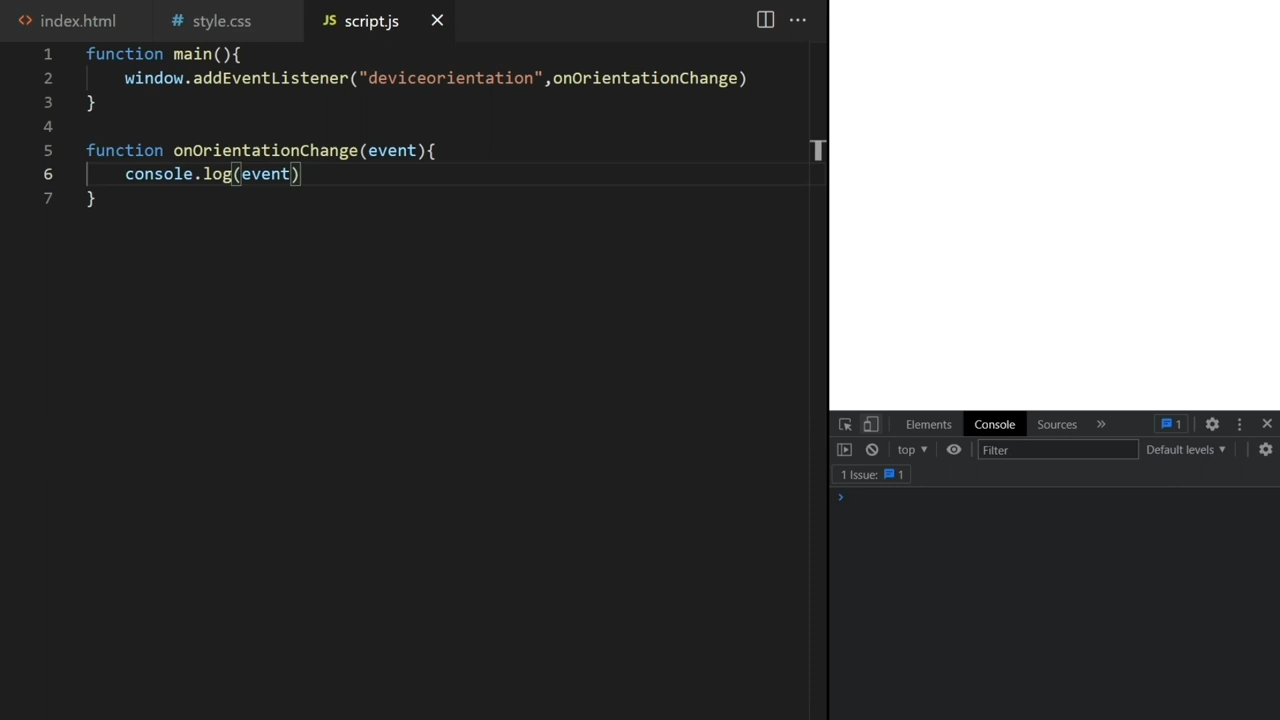 <> index.html # style.css JS script.js
1 function main(){
2 window.addEventListener("deviceorientation",onOrientationChange)
3 }
4
5 function onOrientationChange(event){
6 console.log(event)
7 }
Elements Console Sources » 1
top Filter Default levels
1 Issue: 1
>